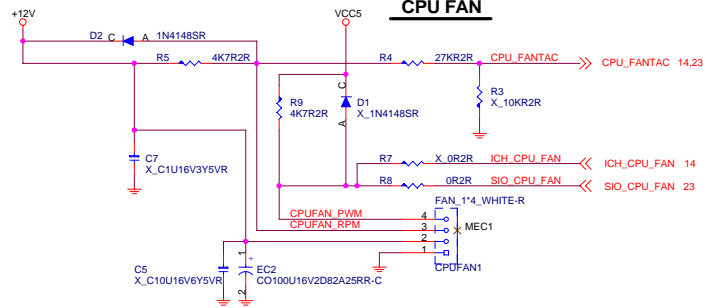 CPU FAN
+12V
VCC5
D2 C A 1N4148SR
R5 4K7R2R
R4 27KR2R CPU_FANTAC CPU_FANTAC 14,23
R9
4K7R2R
C
D1
X_1N4148SR
A
R3
X_10KR2R
C7
X_C1U16V3Y5VR
R7 X_0R2R ICH_CPU_FAN ICH_CPU_FAN 14
R8 0R2R SIO_CPU_FAN SIO_CPU_FAN 23
FAN_1*4_WHITE-R
CPUFAN_PWM 4
CPUFAN_RPM 3
MEC1
2
1
CPUFAN1
C5
X_C10U16V6Y5VR
1
+
EC2
CO100U16V2D82A25RR-C
2